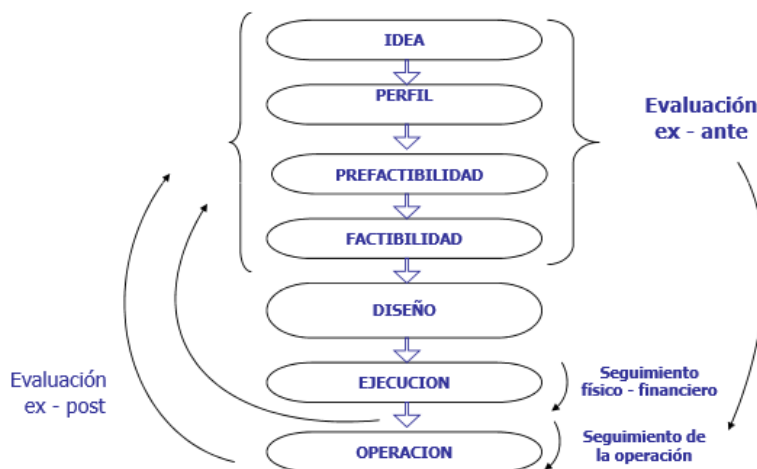 IDEA
PERFIL
Evaluación
ex - ante
PREFACTIBILIDAD
FACTIBILIDAD
DISEÑO
EJECUCION
Seguimiento
físico - financiero
Evaluación
ex - post
OPERACION
Seguimiento de
la operación